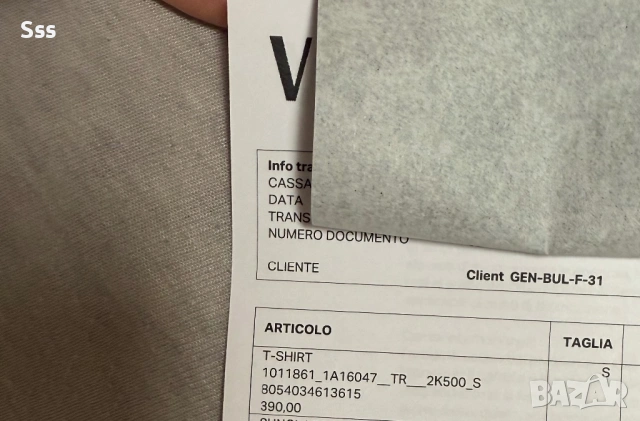 Sss
V
Info tra
CASSA
DATA
TRANS
NUMERO DOCUMENTO
CLIENTE Client GEN-BUL-F-31
ARTICOLO TAGLIA
T-SHIRT
1011861_1A16047__TR___2K500_S S
8054034613615
390,00
BAZAR